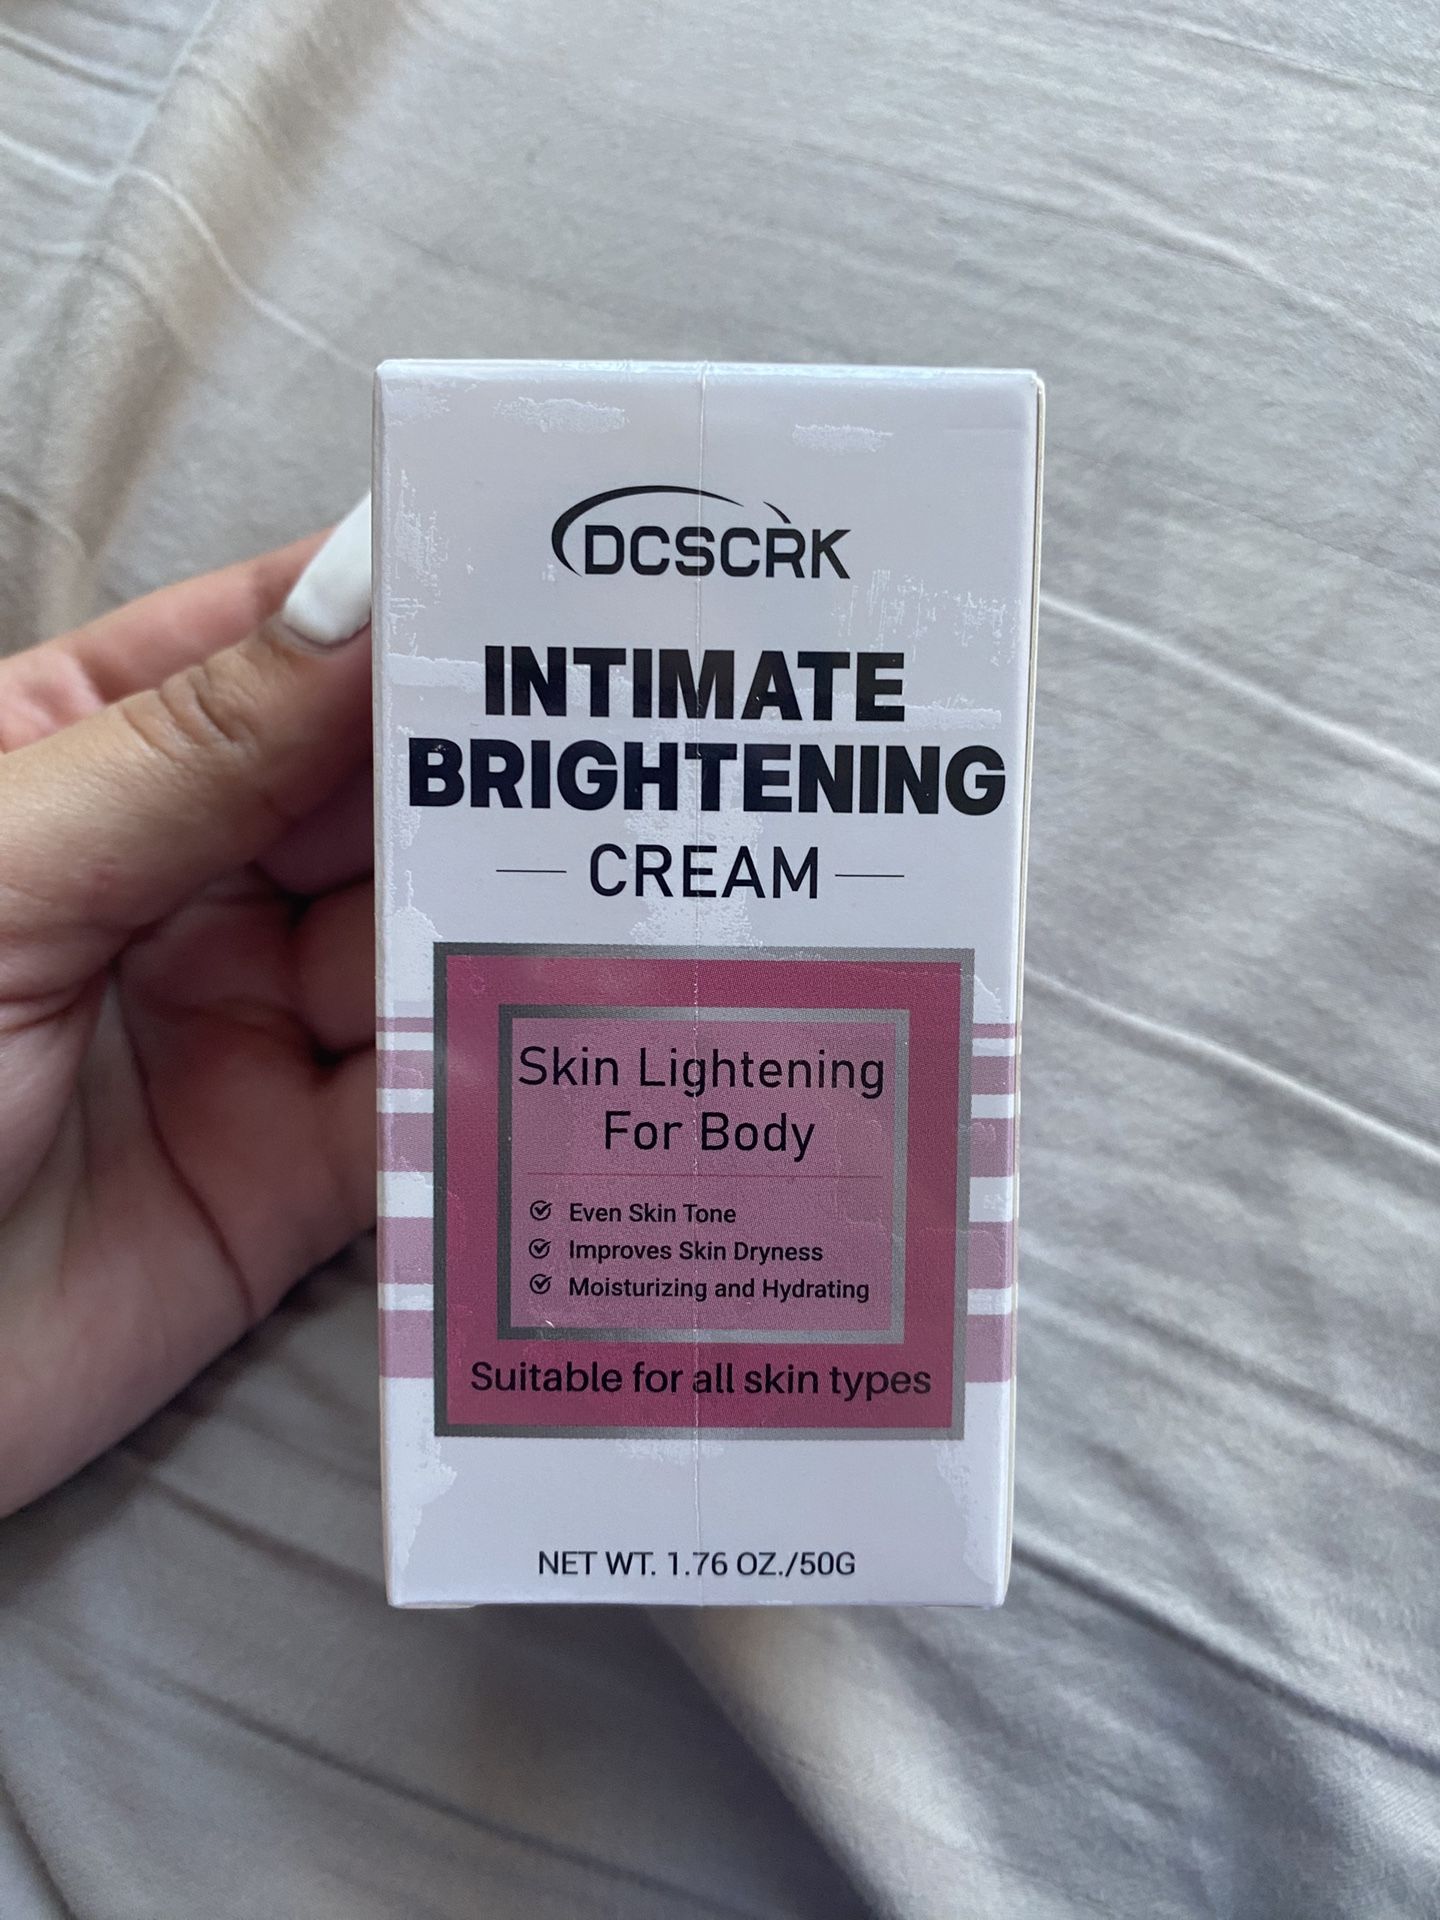 DCSCRK
INTIMATE
BRIGHTENING
CREAM
Skin Lightening
For Body
Even Skin Tone
Improves Skin Dryness
Moisturizing and Hydrating
Suitable for all skin types
NET WT. 1.76 OZ./50G